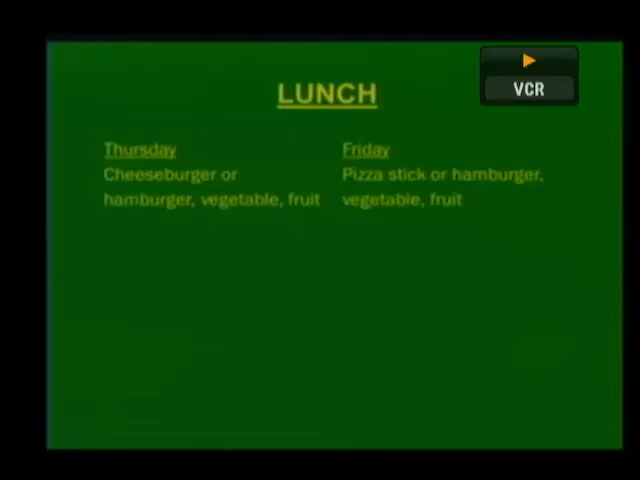 VCR
LUNCH
Thursday
Cheeseburger or
hamburger, vegetable, fruit
Friday
Pizza stick or hamburger,
vegetable, fruit